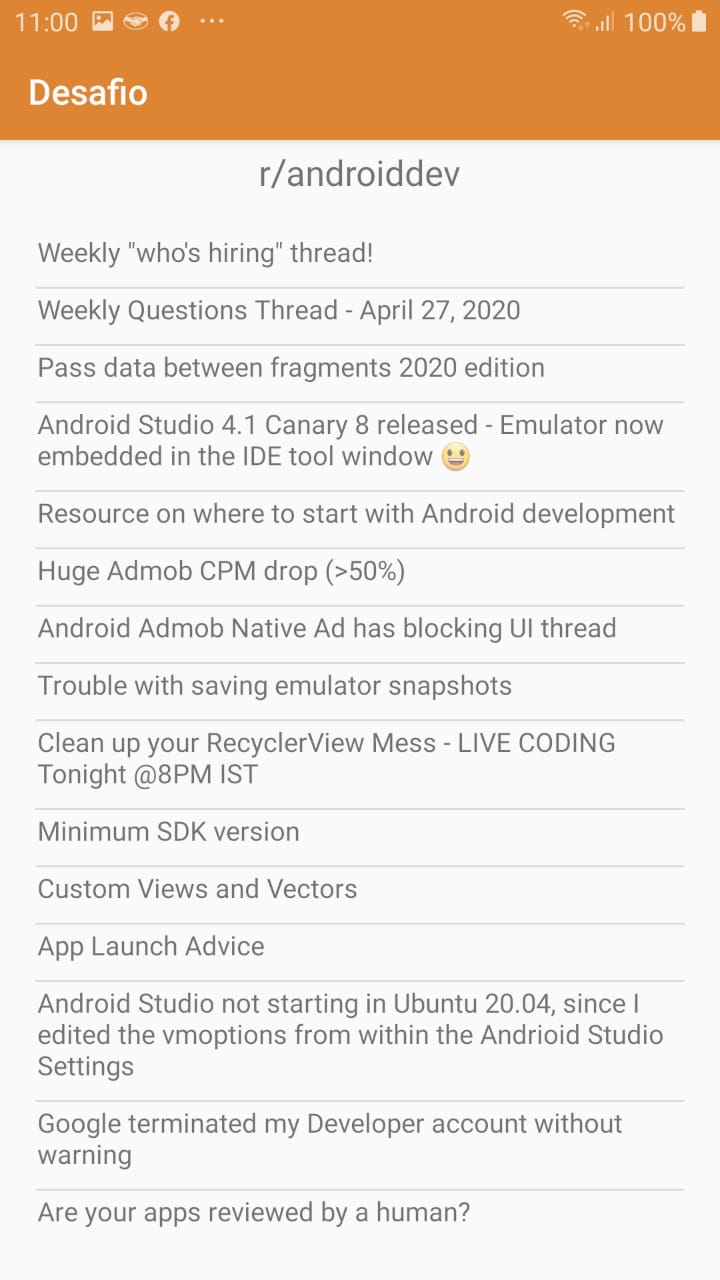 11:00
100%
Desafio
r/androiddev
Weekly "who's hiring" thread!
Weekly Questions Thread - April 27, 2020
Pass data between fragments 2020 edition
Android Studio 4.1 Canary 8 released - Emulator now
embedded in the IDE tool window 😃
Resource on where to start with Android development
Huge Admob CPM drop (>50%)
Android Admob Native Ad has blocking UI thread
Trouble with saving emulator snapshots
Clean up your RecyclerView Mess - LIVE CODING
Tonight @8PM IST
Minimum SDK version
Custom Views and Vectors
App Launch Advice
Android Studio not starting in Ubuntu 20.04, since I
edited the vmoptions from within the Andrioid Studio
Settings
Google terminated my Developer account without
warning
Are your apps reviewed by a human?